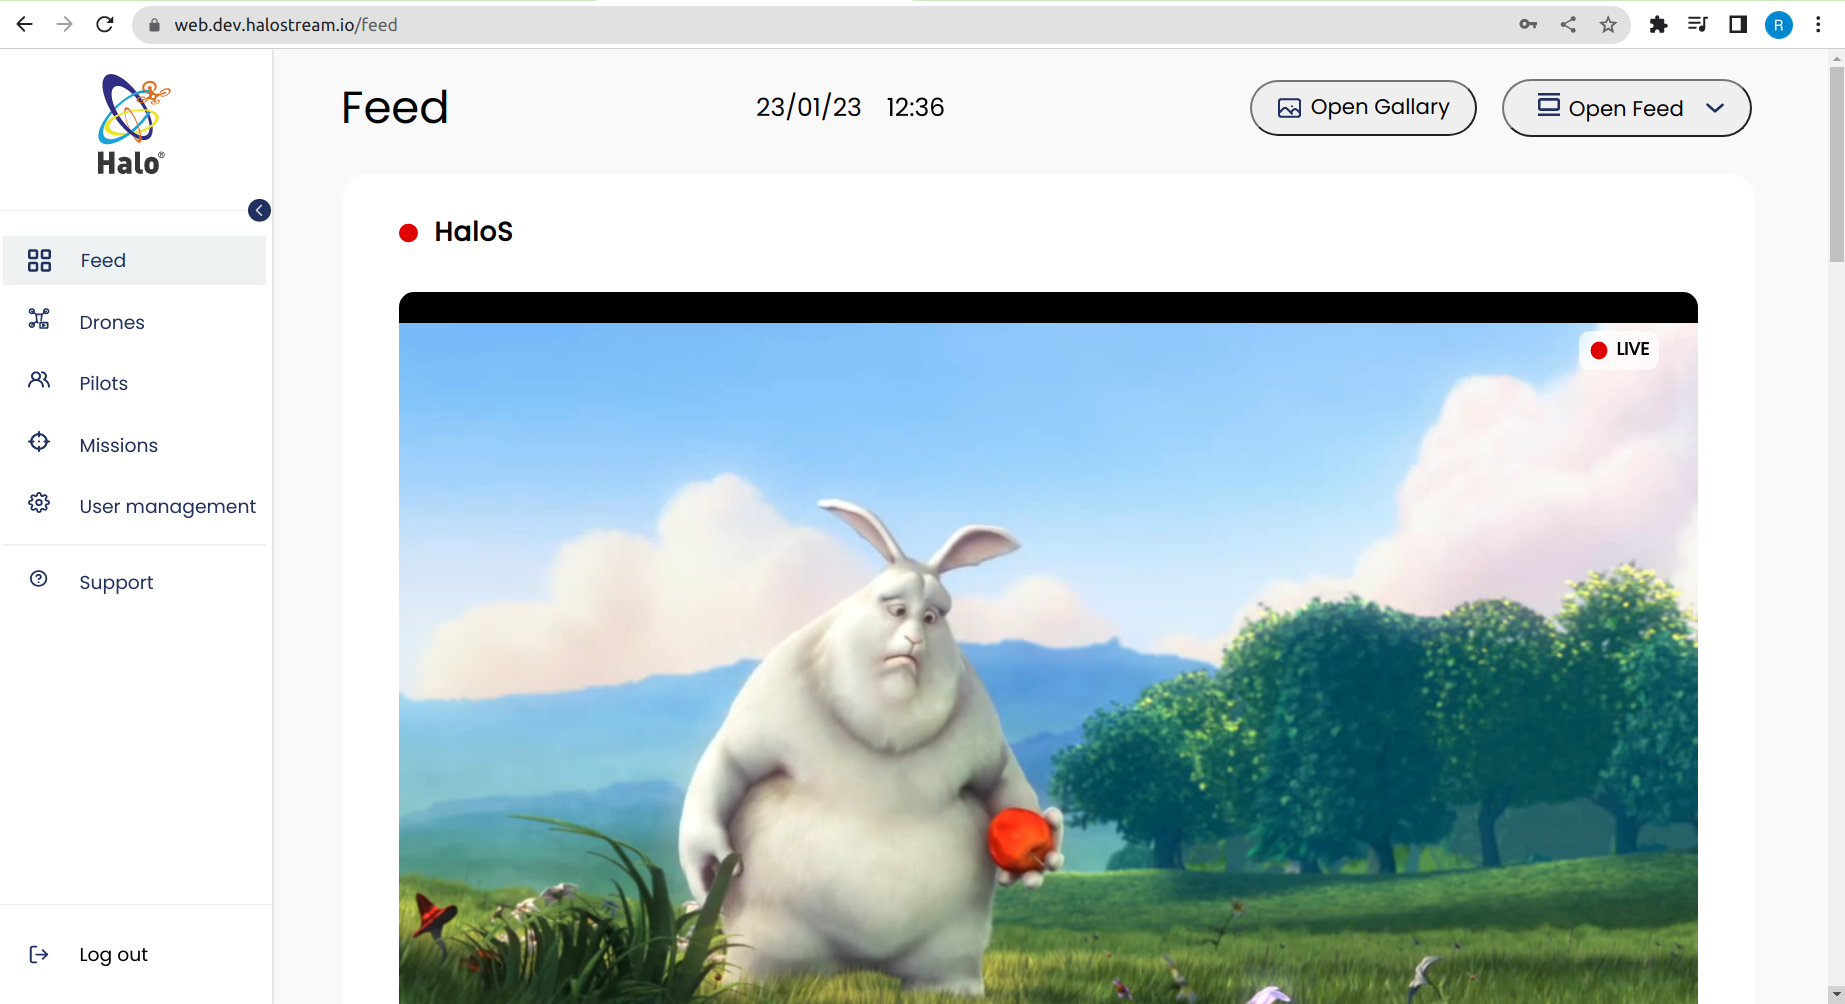 web.dev.halostream.io/feed
R
Halo®
Feed
23/01/23 12:36
Open Gallary
Open Feed
Feed
Drones
Pilots
Missions
User management
Support
Log out
HaloS
LIVE